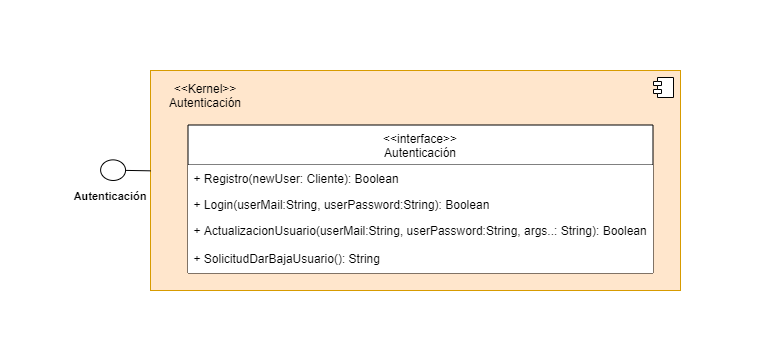 <<Kernel>>
Autenticación
<<interface>>
Autenticación
Autenticación
+ Registro(newUser: Cliente): Boolean
+ Login(userMail:String, userPassword:String): Boolean
+ ActualizacionUsuario(userMail:String, userPassword:String, args..: String): Boolean
+ SolicitudDarBajaUsuario(): String